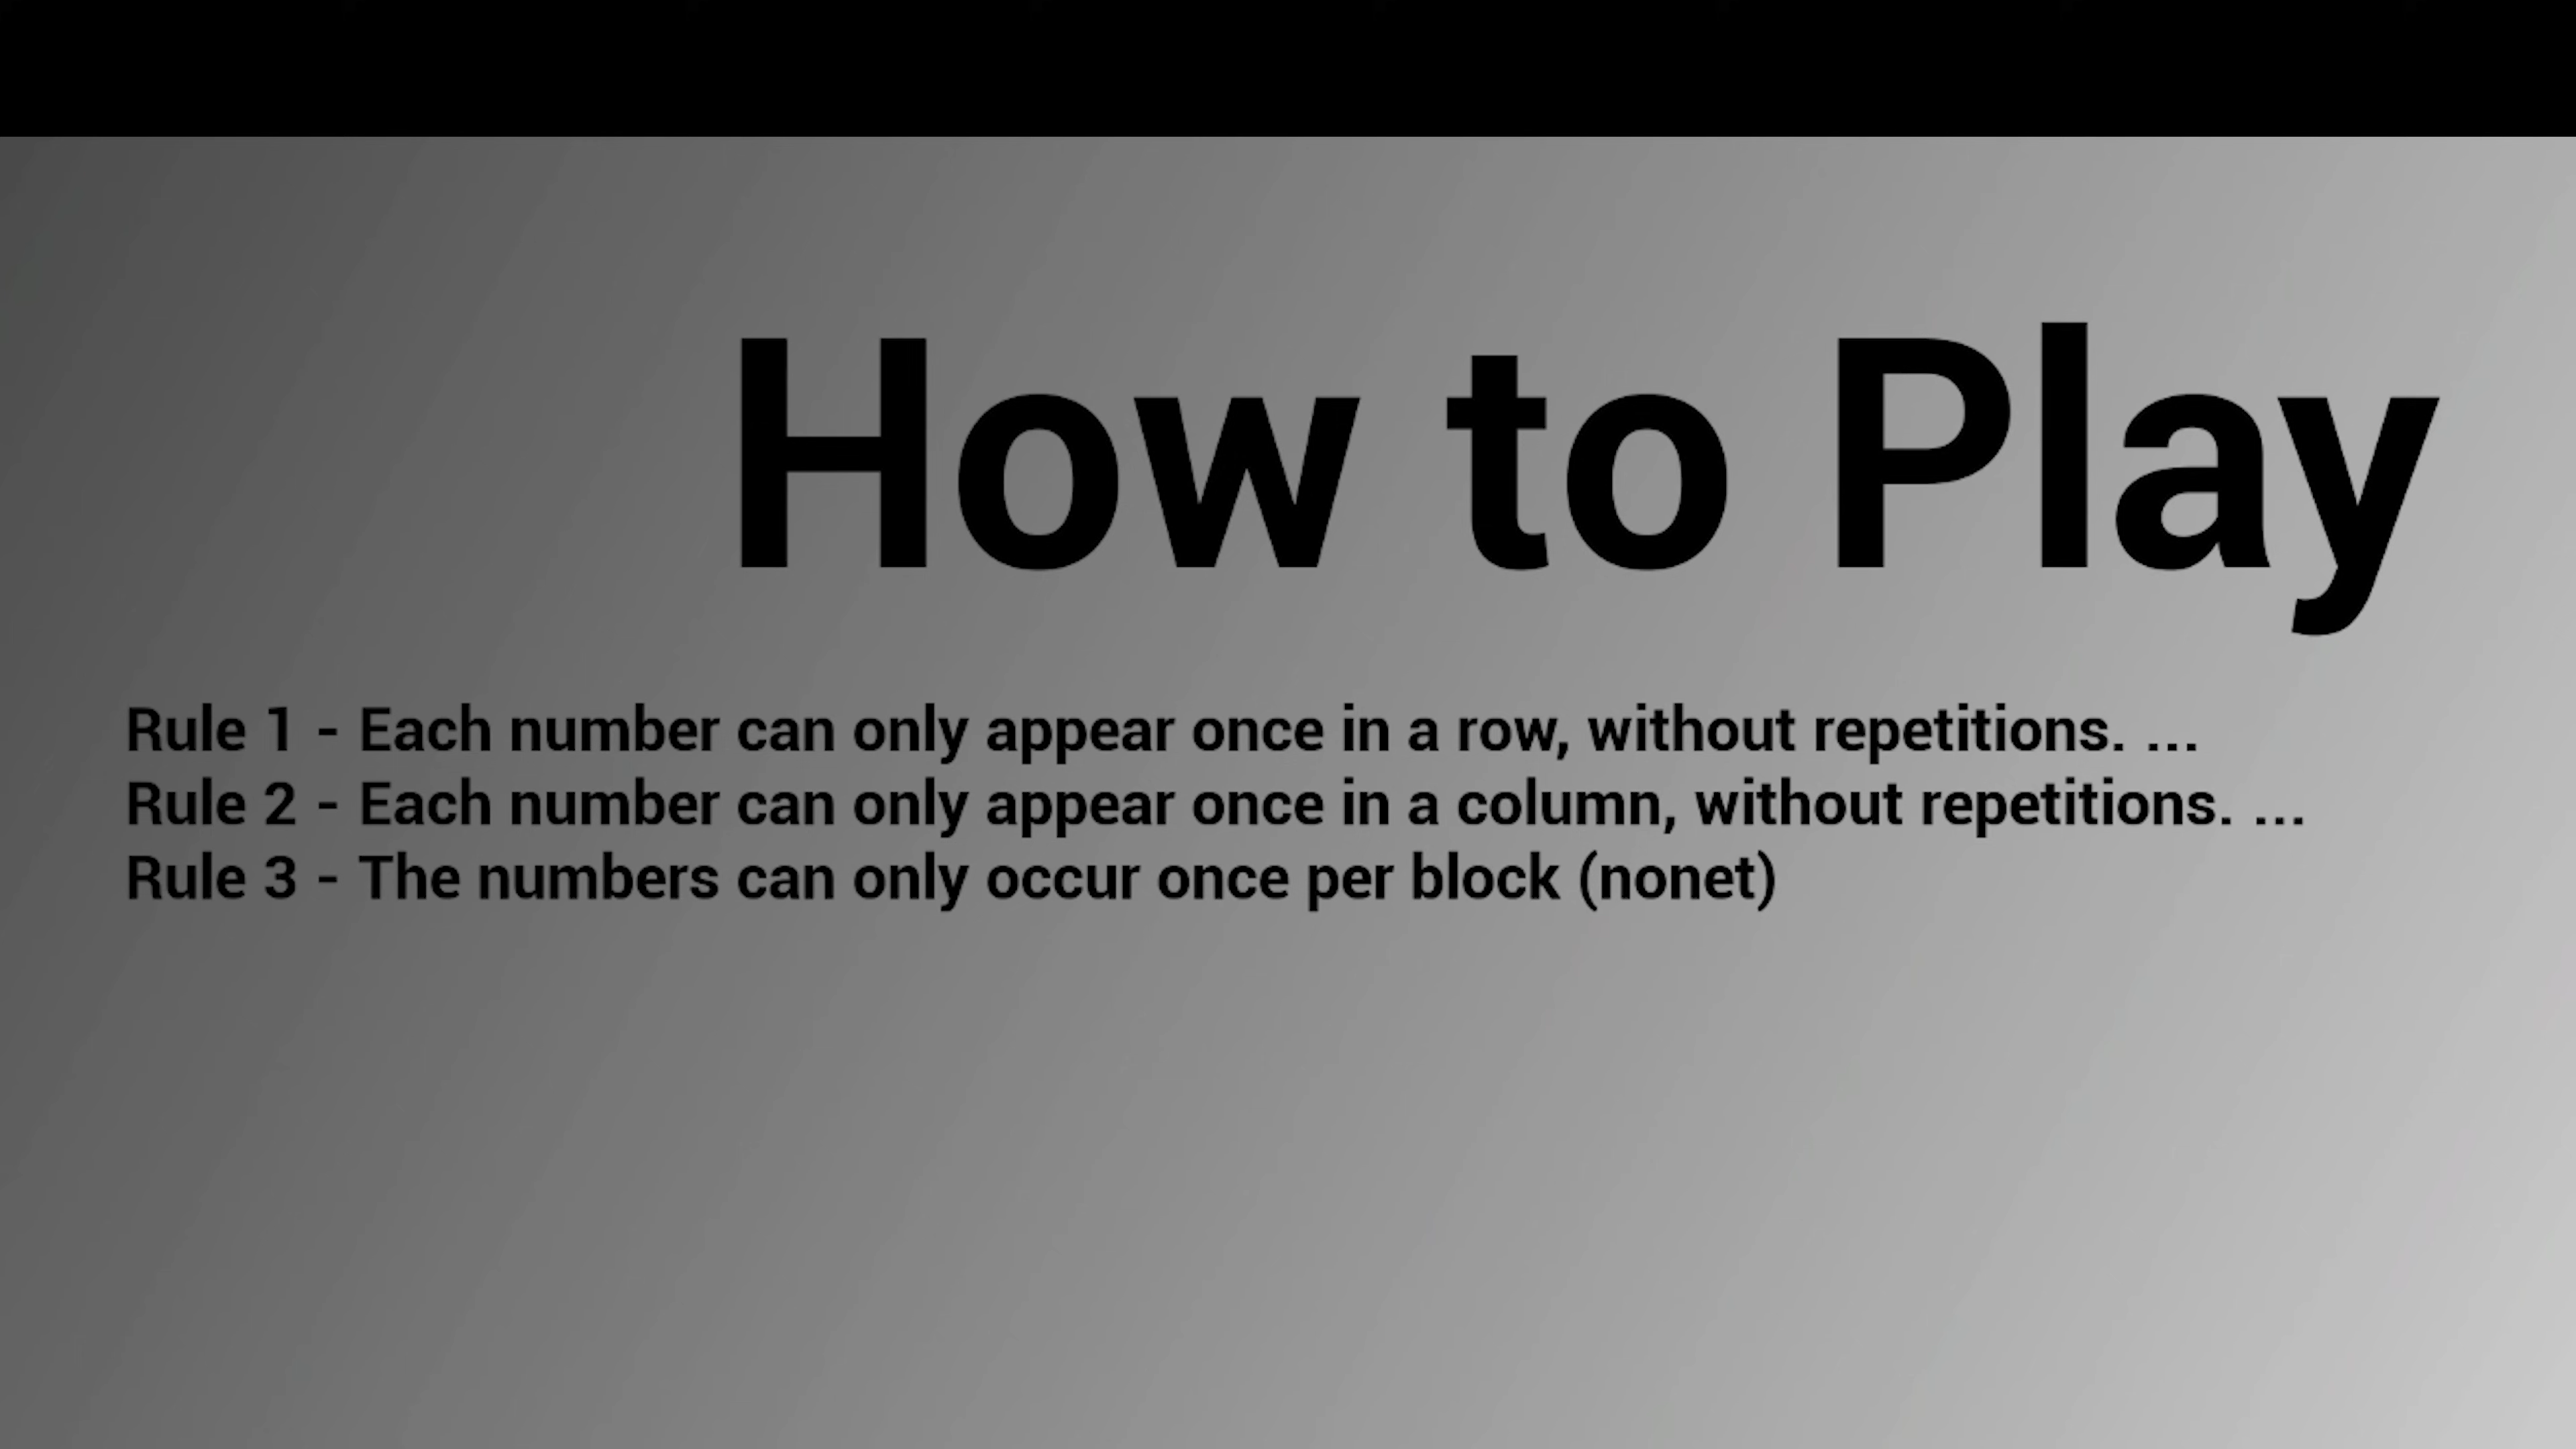 How to Play
Rule 1 - Each number can only appear once in a row, without repetitions. ...
Rule 2 - Each number can only appear once in a column, without repetitions. ...
Rule 3 - The numbers can only occur once per block (nonet)